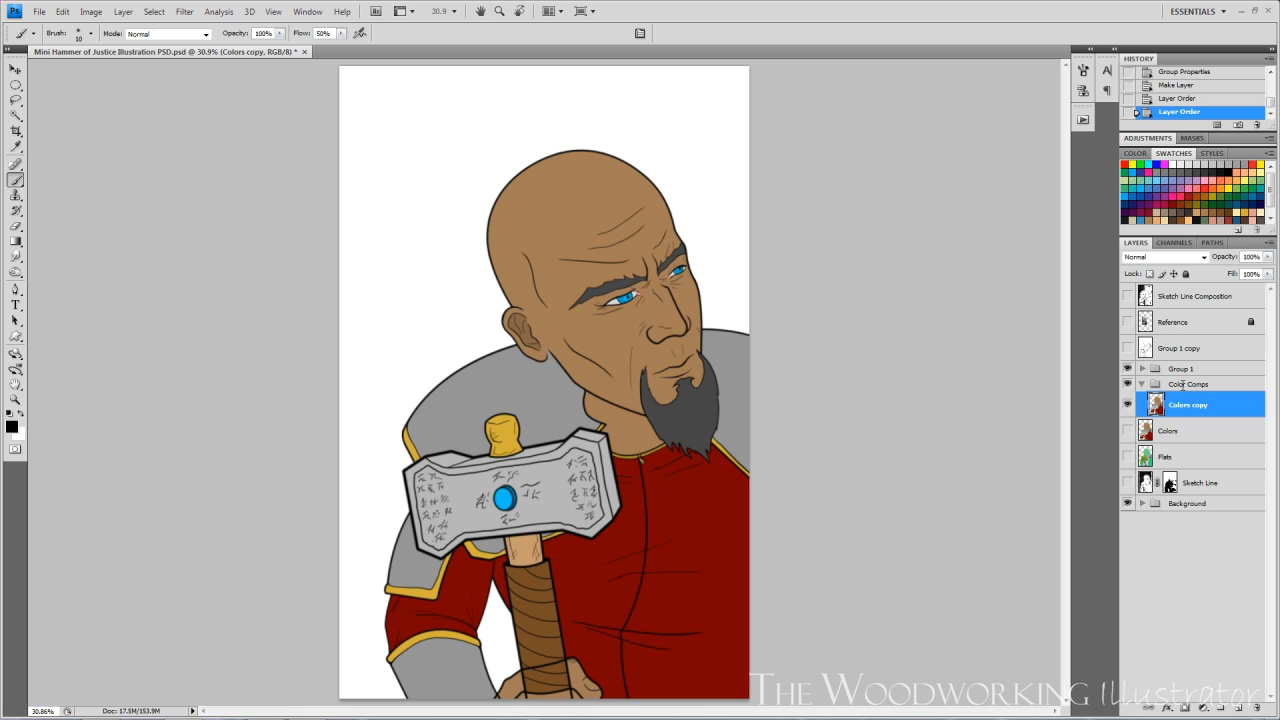 Ps File Edit Image Layer Select Filter Analysis 3D View Window Help 30.9 ESSENTIALS
Brush: 10 Mode: Normal Opacity: 100% Flow: 50%
Mini Hammer of Justice Illustration PSD.psd @ 30.9% (Colors copy, RGB/8) *
HISTORY
Group Properties
Make Layer
Layer Order
Layer Order
ADJUSTMENTS MASKS
COLOR SWATCHES STYLES
LAYERS CHANNELS PATHS
Normal Opacity: 100%
Lock: Fill: 100%
Sketch Line Composition
Reference
Group 1 copy
Group 1
Color Comps
Colors copy
Colors
Flats
Sketch Line
Background
THE WOODWORKING Illustrator
30.86% Doc: 17.5M/153.9M